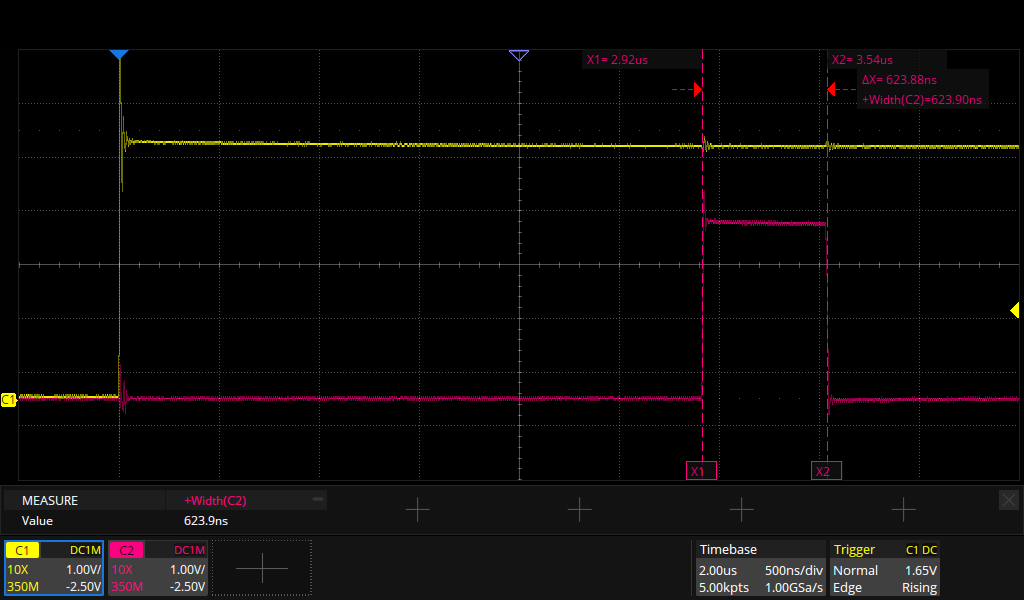 X1= 2.92us
X2= 3.54us
ΔX= 623.88ns
+Width(C2)=623.90ns
C1
X1
X2
MEASURE +Width(C2)
Value 623.9ns
C1 DC1M
10X 1.00V/
350M -2.50V
C2 DC1M
10X 1.00V/
350M -2.50V
Timebase
2.00us 500ns/div
5.00kpts 1.00GSa/s
Trigger C1 DC
Normal 1.65V
Edge Rising